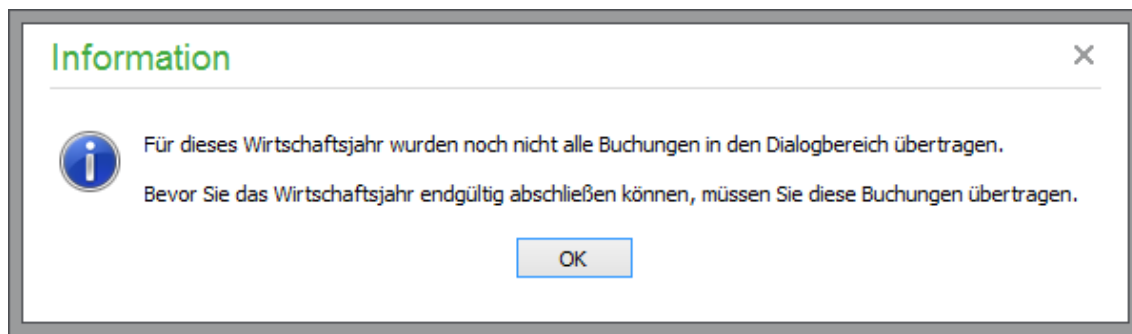 Information
Für dieses Wirtschaftsjahr wurden noch nicht alle Buchungen in den Dialogbereich übertragen.
Bevor Sie das Wirtschaftsjahr endgültig abschließen können, müssen Sie diese Buchungen übertragen.
OK